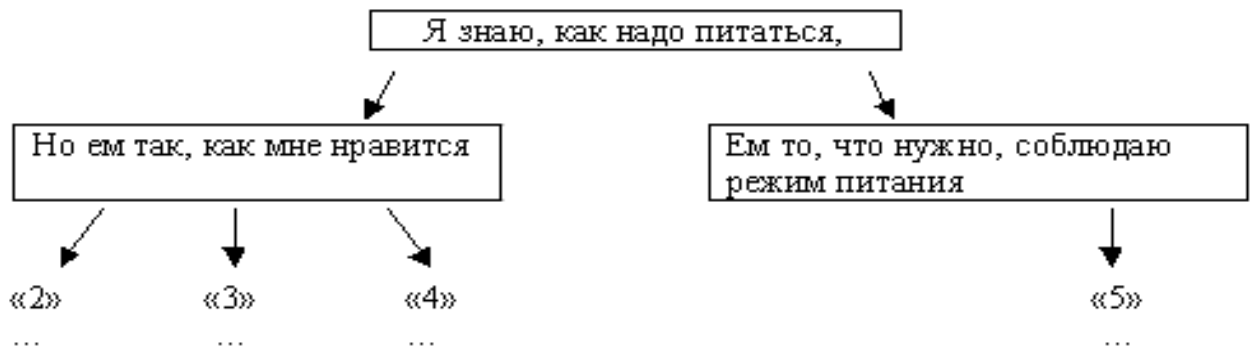 Я знаю, как надо питаться,
Но ем так, как мне нравится
Ем то, что нужно, соблюдаю
режим питания
«2» «3» «4» «5»
... ... ... ...